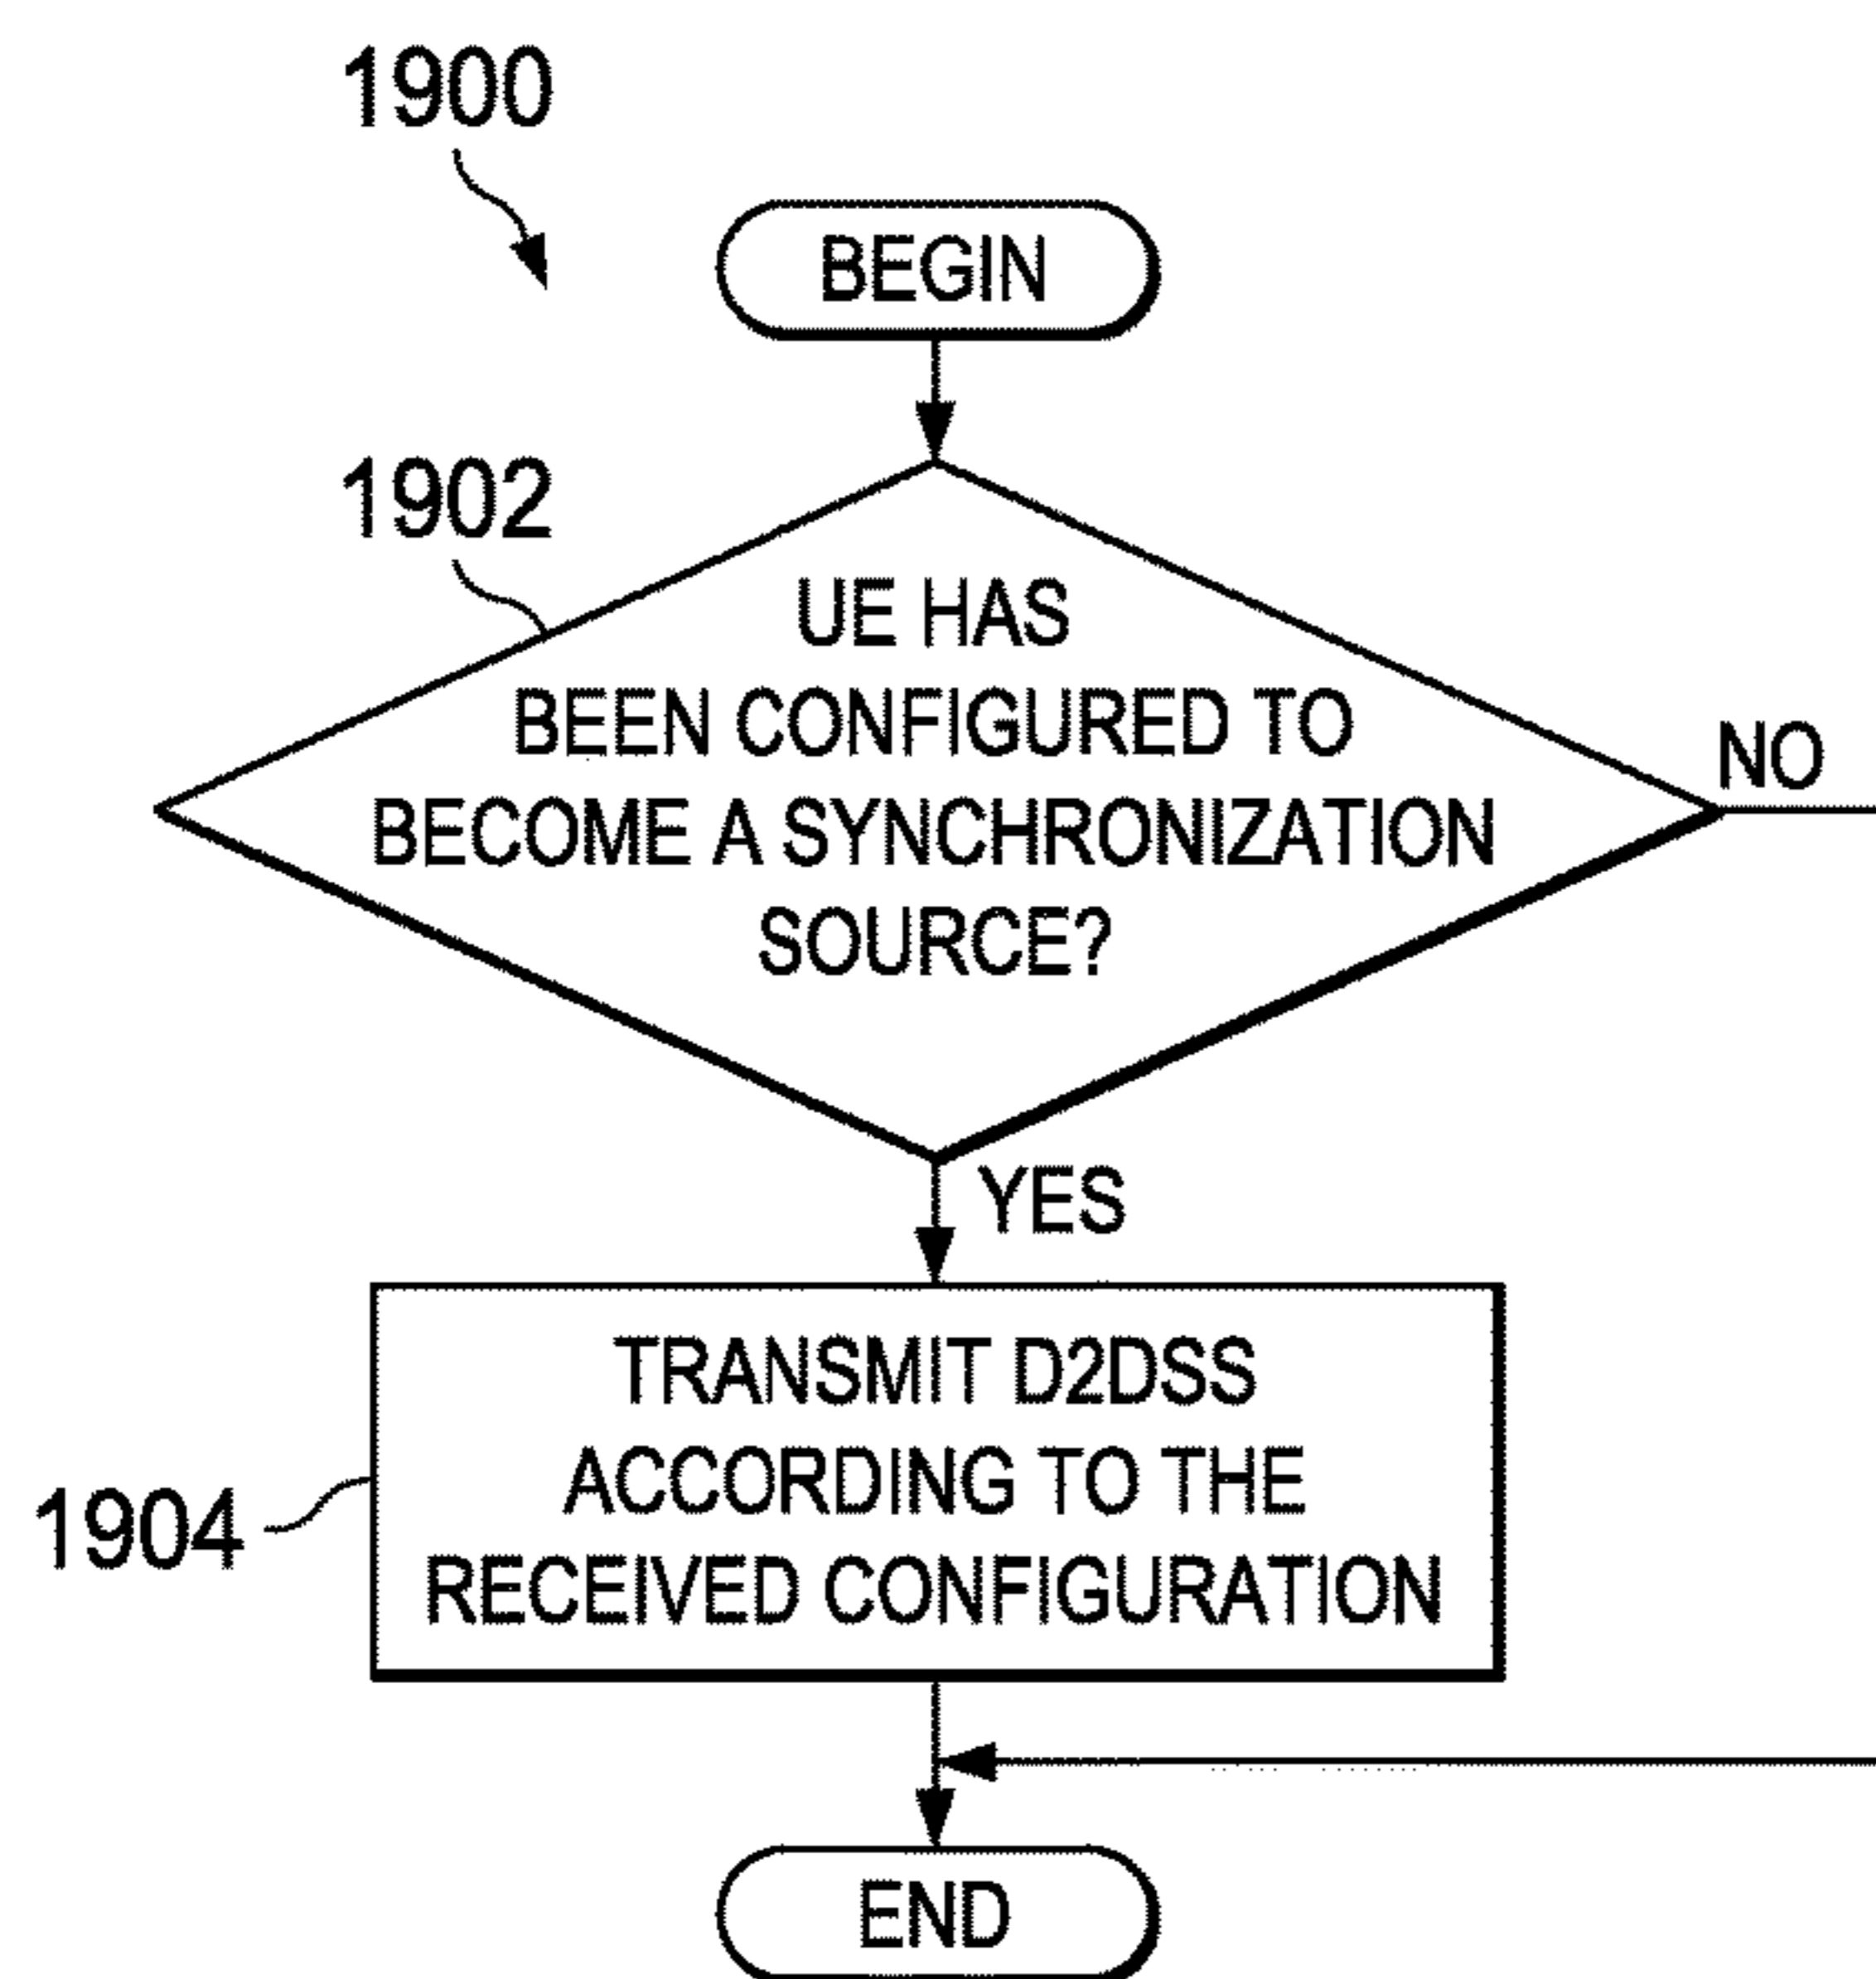 1900
BEGIN
1902
UE HAS
BEEN CONFIGURED TO
BECOME A SYNCHRONIZATION
SOURCE?
NO
YES
TRANSMIT D2DSS
ACCORDING TO THE
RECEIVED CONFIGURATION
1904
END